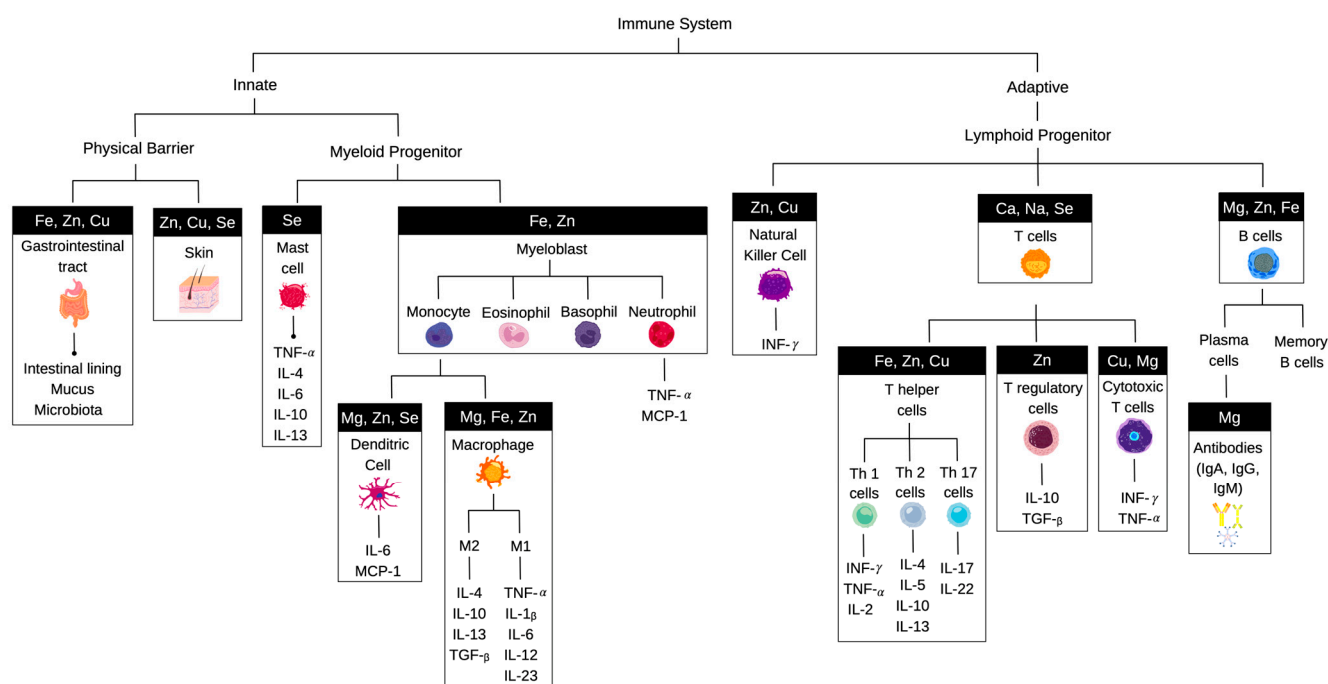 Immune System
Innate
Adaptive
Physical Barrier
Myeloid Progenitor
Lymphoid Progenitor
Fe, Zn, Cu
Gastrointestinal
tract
Intestinal lining
Mucus
Microbiota
Zn, Cu, Se
Skin
Se
Mast
cell
TNF-α
IL-4
IL-6
IL-10
IL-13
Fe, Zn
Myeloblast
Monocyte
Eosinophil
Basophil
Neutrophil
TNF-α
MCP-1
Mg, Zn, Se
Denditric
Cell
IL-6
MCP-1
Mg, Fe, Zn
Macrophage
M2
M1
IL-4
IL-10
IL-13
TGF-β
TNF-α
IL-1β
IL-6
IL-12
IL-23
Zn, Cu
Natural
Killer Cell
INF-γ
Ca, Na, Se
T cells
Fe, Zn, Cu
T helper
cells
Th 1
cells
Th 2
cells
Th 17
cells
INF-γ
TNF-α
IL-2
IL-4
IL-5
IL-10
IL-13
IL-17
IL-22
Zn
T regulatory
cells
IL-10
TGF-β
Cu, Mg
Cytotoxic
T cells
INF-γ
TNF-α
Mg, Zn, Fe
B cells
Plasma
cells
Memory
B cells
Mg
Antibodies
(IgA, IgG,
IgM)